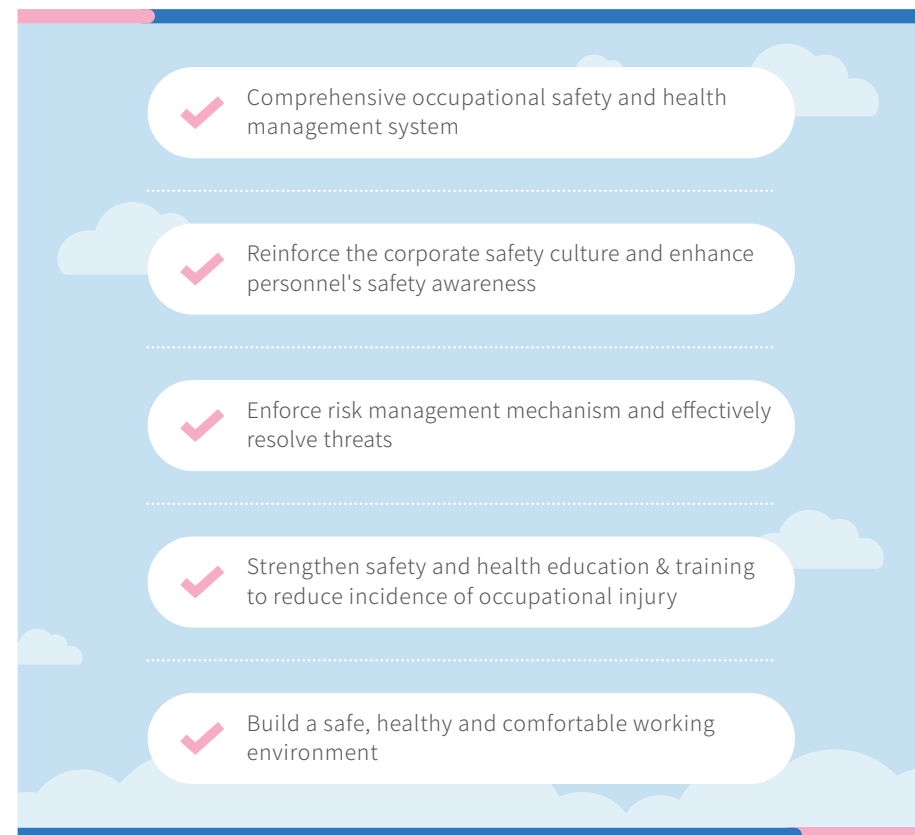 Comprehensive occupational safety and health
management system
Reinforce the corporate safety culture and enhance
personnel's safety awareness
Enforce risk management mechanism and effectively
resolve threats
Strengthen safety and health education & training
to reduce incidence of occupational injury
Build a safe, healthy and comfortable working
environment